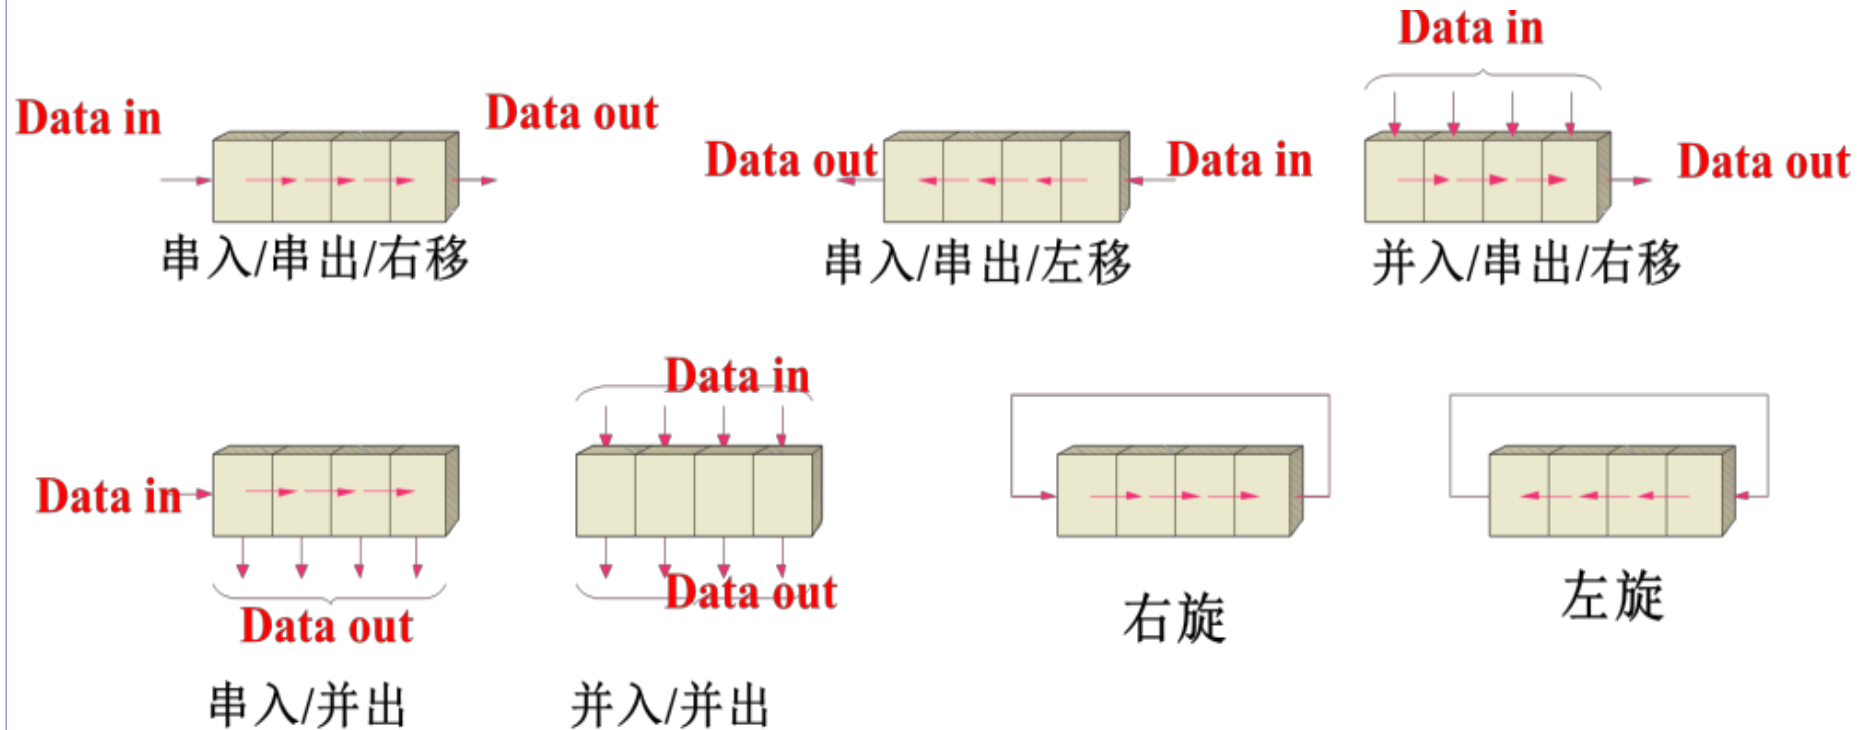 Data in
Data in
Data out
Data out
Data in
Data out
串入/串出/右移
串入/串出/左移
并入/串出/右移
Data in
Data in
Data out
Data out
右旋
左旋
串入/并出
并入/并出